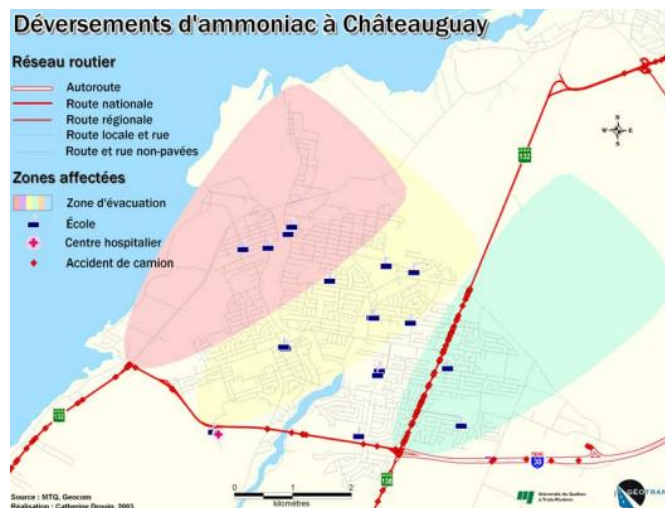 Déversements d'ammoniac à Châteauguay
Réseau routier
Autoroute
Route nationale
Route régionale
Route locale et rue
Route et rue non-pavées
Zones affectées
Zone d'évacuation
École
Centre hospitalier
Accident de camion
132
N
W E
S
132
138
30
0 1 2
kilomètres
Source : MTQ, Geocom
Réalisation : Catherine Drouin, 2003
Université du Québec
à Trois-Rivières
GÉOTRAN